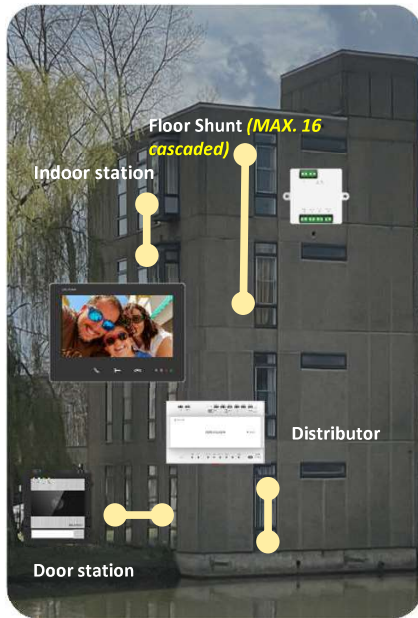 Floor Shunt (MAX. 16
cascaded)
Indoor station
Distributor
Door station